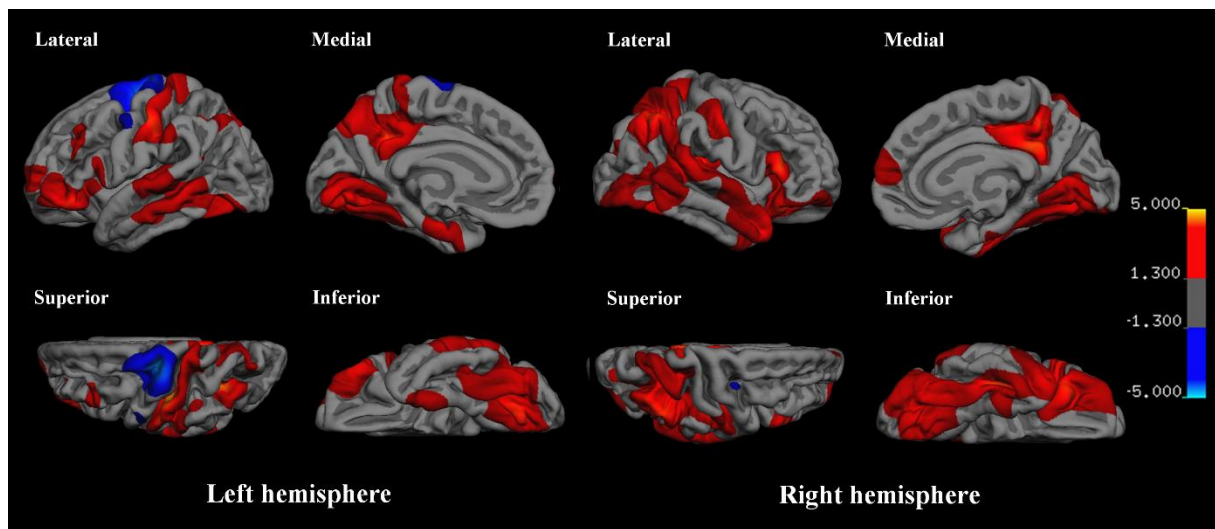 Lateral
Medial
Lateral
Medial
5.000
1.300
-1.300
-5.000
Superior
Inferior
Superior
Inferior
Left hemisphere
Right hemisphere